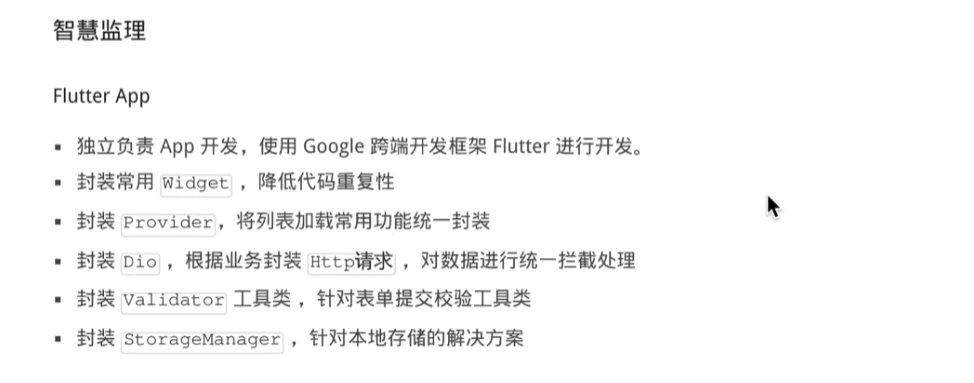 智慧监理
Flutter App
▪ 独立负责 App 开发，使用 Google 跨端开发框架 Flutter 进行开发。
▪ 封装常用 Widget ，降低代码重复性
▪ 封装 Provider，将列表加载常用功能统一封装
▪ 封装 Dio ，根据业务封装 Http请求 ，对数据进行统一拦截处理
▪ 封装 Validator 工具类 ，针对表单提交校验工具类
▪ 封装 StorageManager ，针对本地存储的解决方案